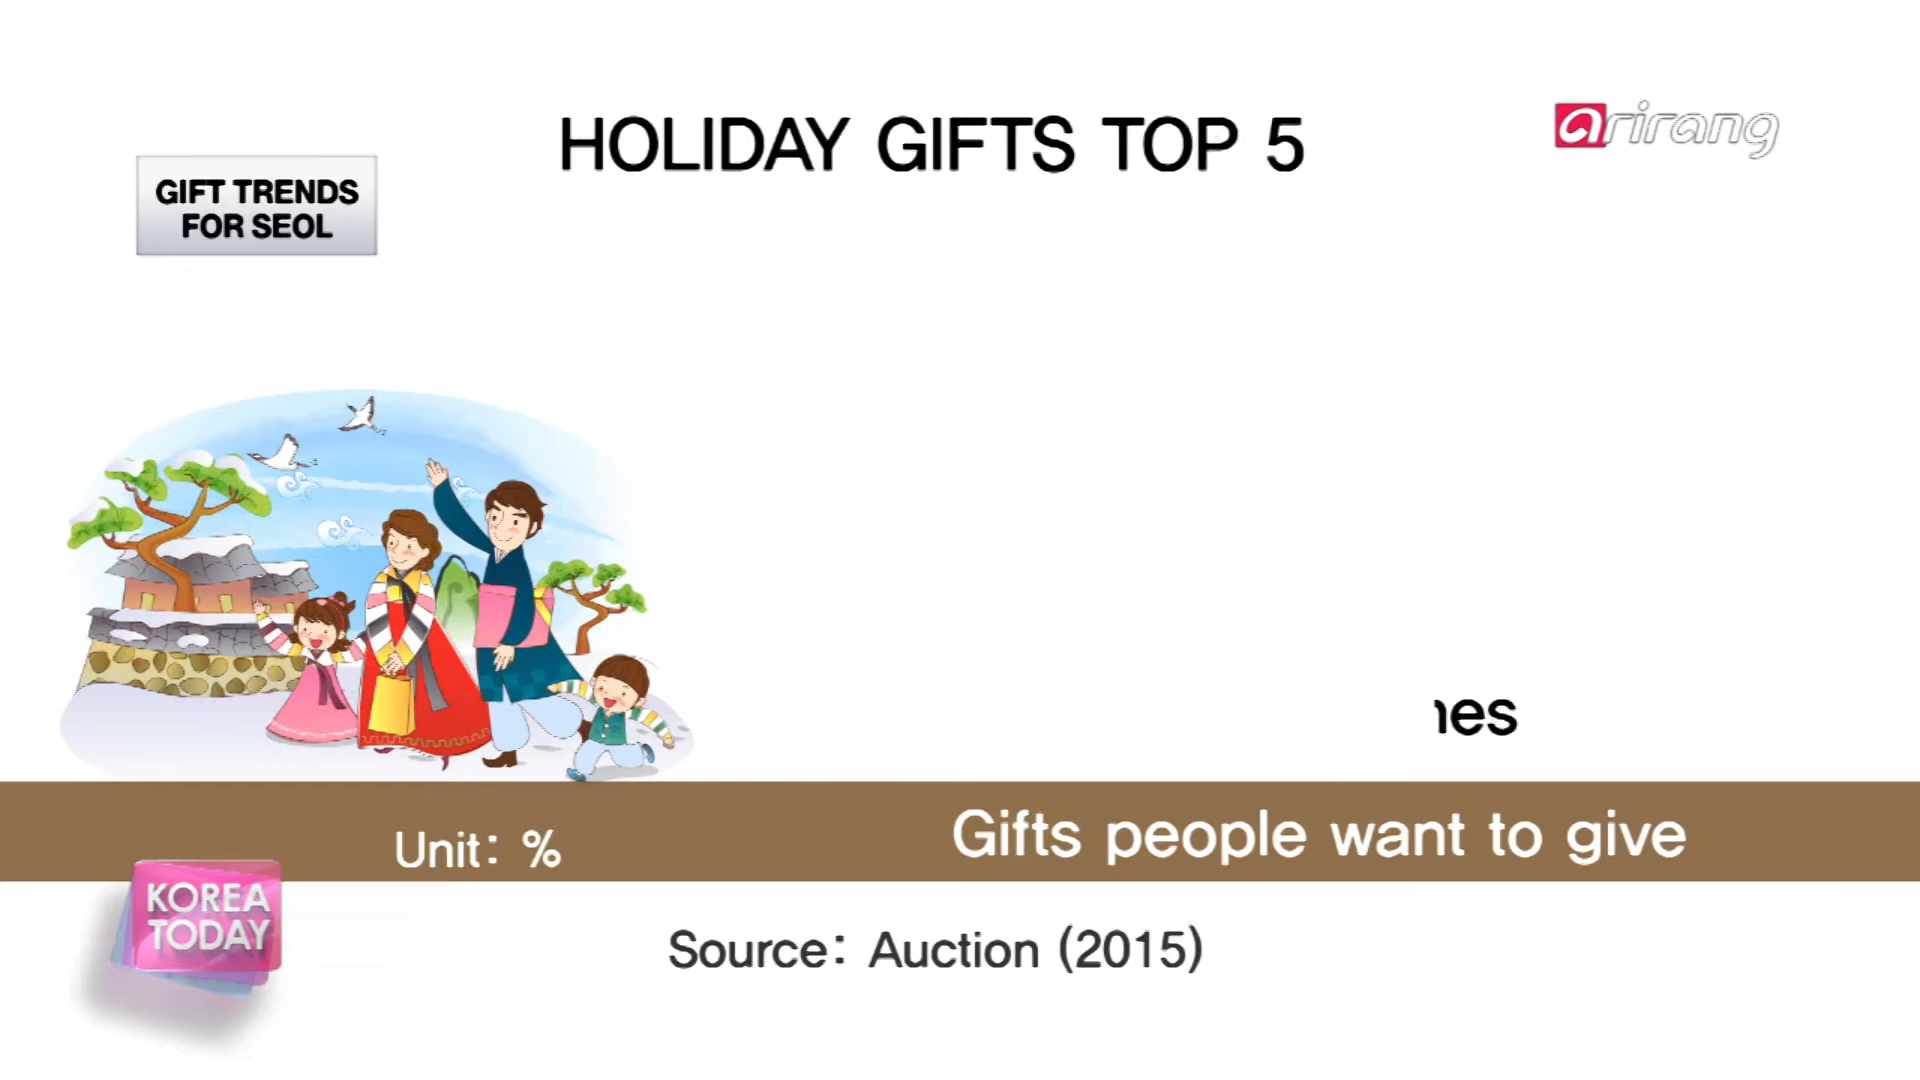 HOLIDAY GIFTS TOP 5
arirang
GIFT TRENDS
FOR SEOL
Unit: %
Gifts people want to give
KOREA
TODAY
Source: Auction (2015)